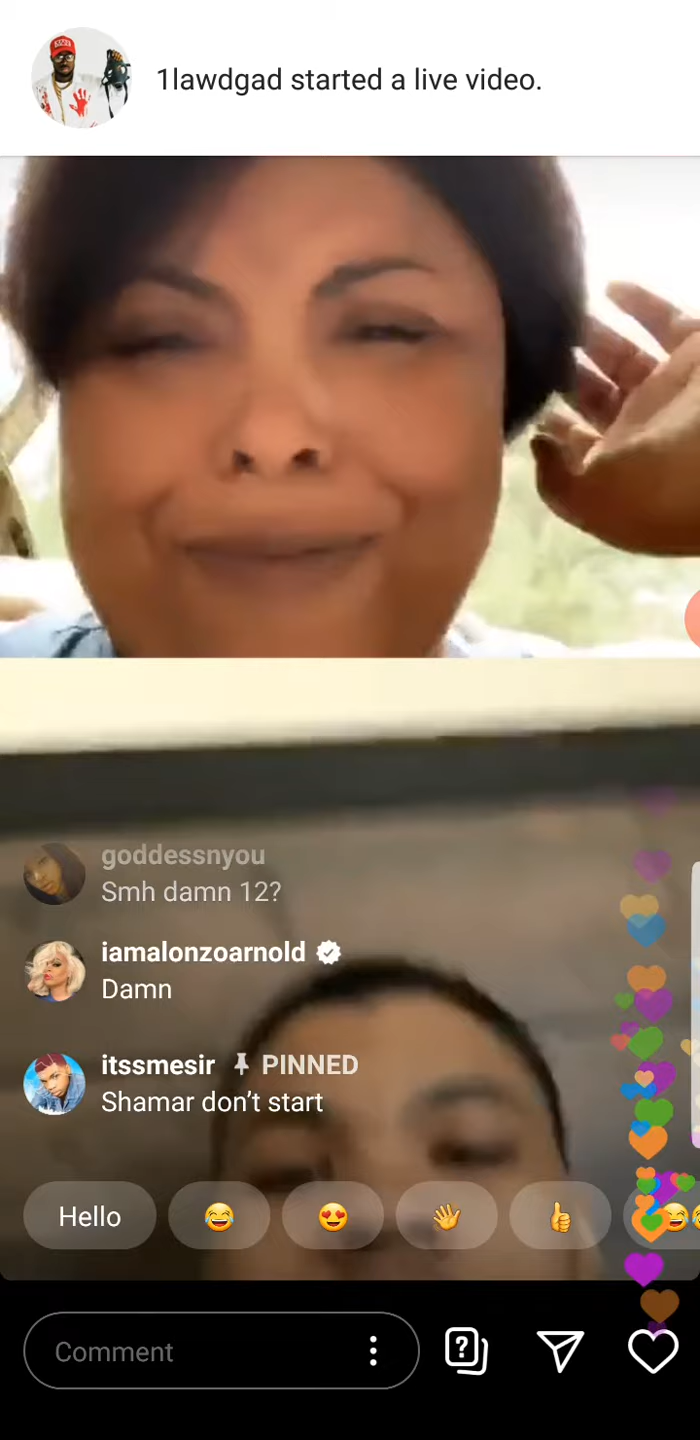 1lawdgad started a live video.
goddessnyou
Smh damn 12?
iamalonzoarnold
Damn
itssmesir PINNED
Shamar don't start
Hello
Comment